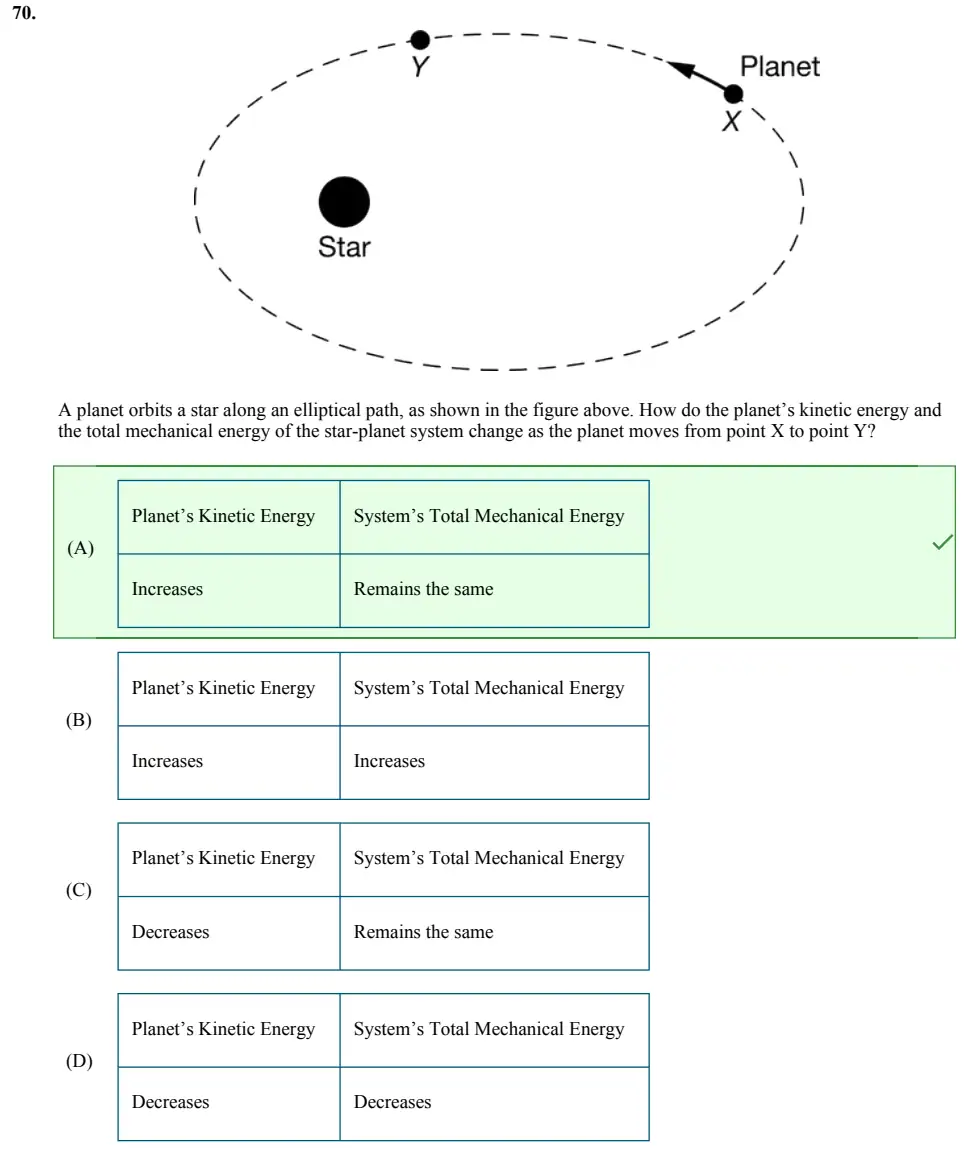 70.
Y
Planet
X
Star
A planet orbits a star along an elliptical path, as shown in the figure above. How do the planet’s kinetic energy and
the total mechanical energy of the star-planet system change as the planet moves from point X to point Y?
(A)
Planet’s Kinetic Energy System’s Total Mechanical Energy
Increases Remains the same
(B)
Planet’s Kinetic Energy System’s Total Mechanical Energy
Increases Increases
(C)
Planet’s Kinetic Energy System’s Total Mechanical Energy
Decreases Remains the same
(D)
Planet’s Kinetic Energy System’s Total Mechanical Energy
Decreases Decreases